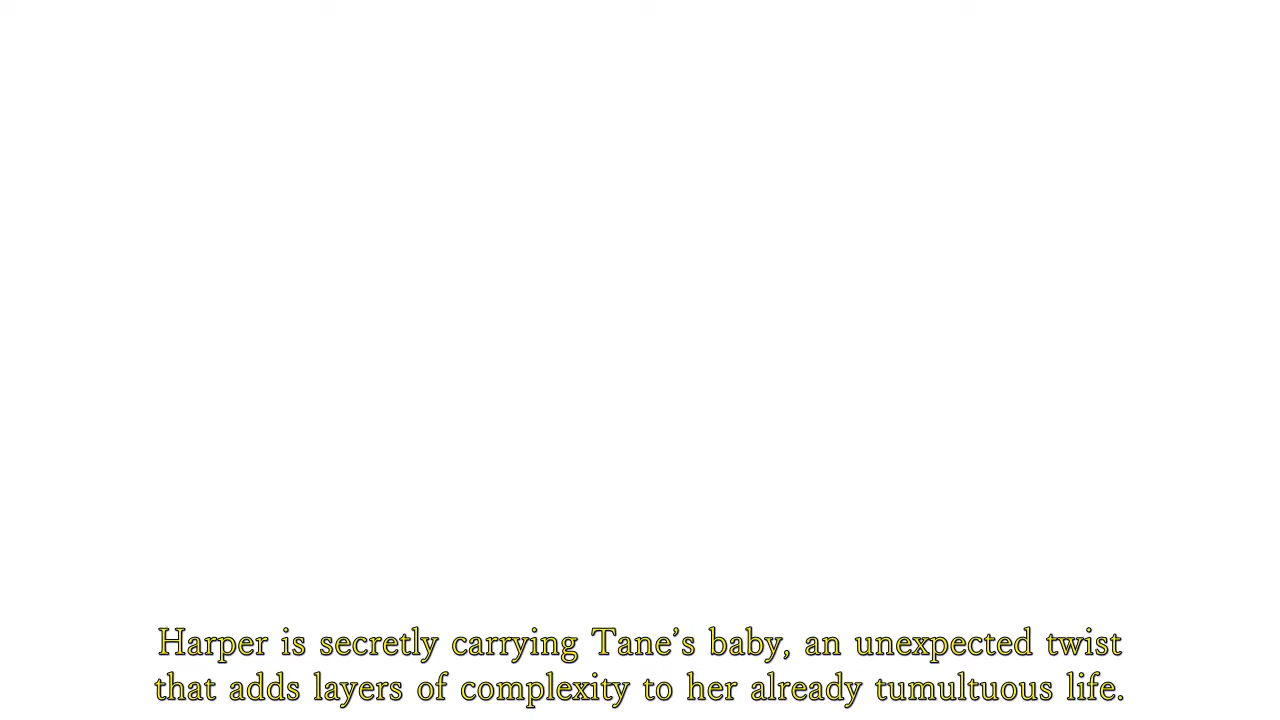 Harper is secretly carrying Tane’s baby, an unexpected twist
that adds layers of complexity to her already tumultuous life.